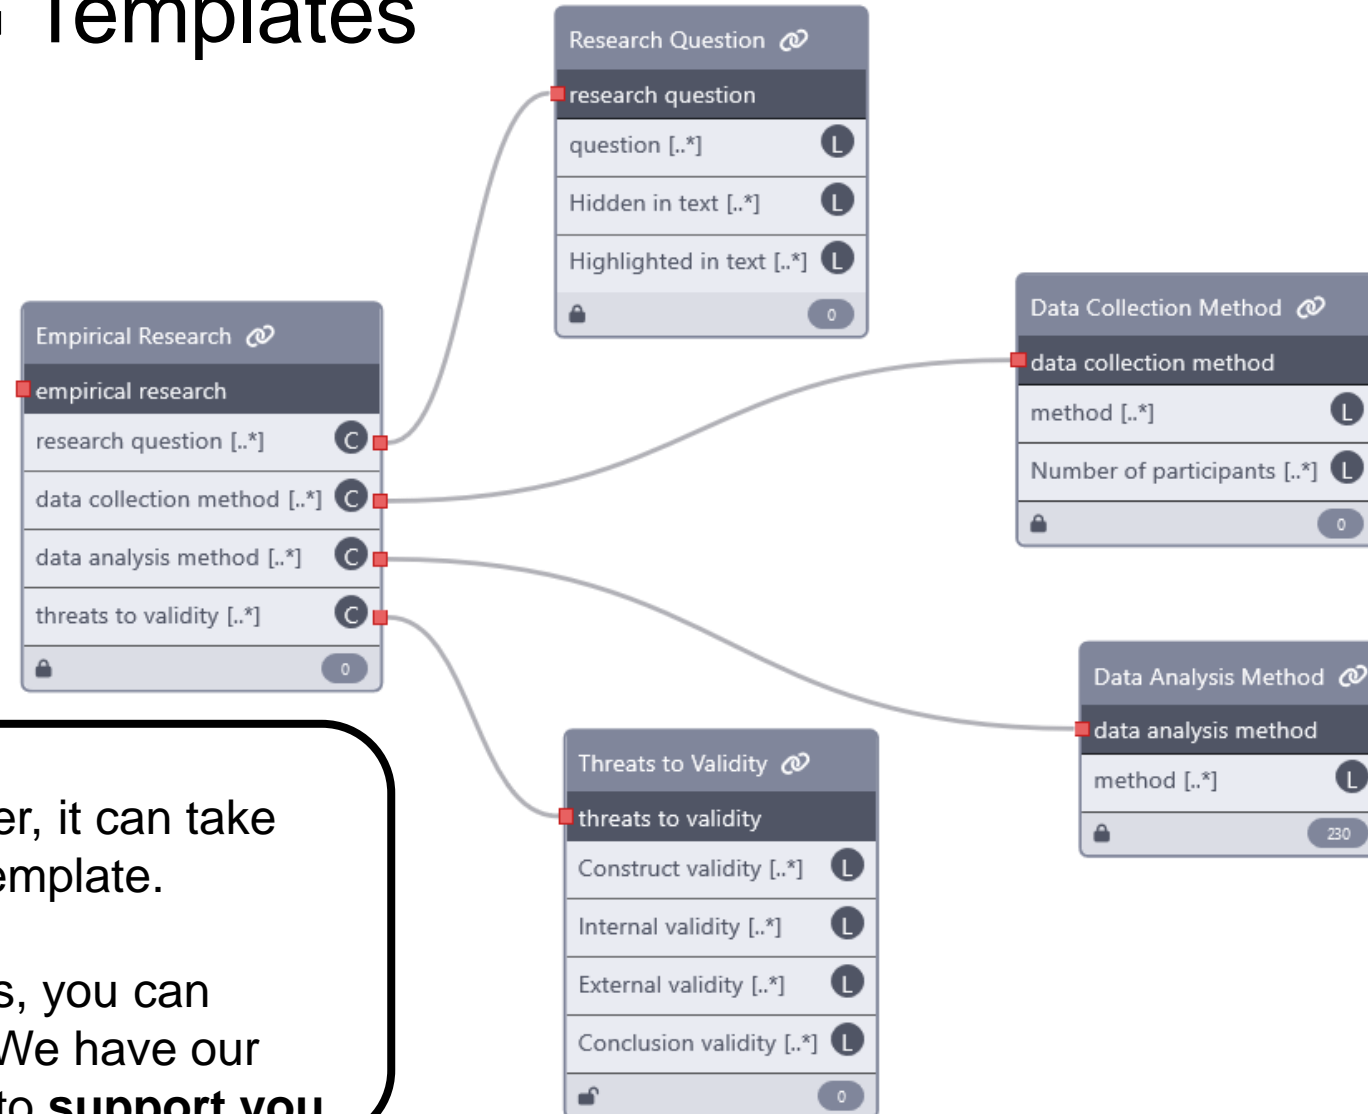 Templates
Research Question
research question
question [..*] L
Hidden in text [..*] L
Highlighted in text [..*] L
0
Empirical Research
empirical research
research question [..*] C
data collection method [..*] C
data analysis method [..*] C
threats to validity [..*] C
0
Data Collection Method
data collection method
method [..*] L
Number of participants [..*] L
0
Data Analysis Method
data analysis method
method [..*] L
230
Threats to Validity
threats to validity
Construct validity [..*] L
Internal validity [..*] L
External validity [..*] L
Conclusion validity [..*] L
0
er, it can take
emplate.
s, you can
We have our
to support you